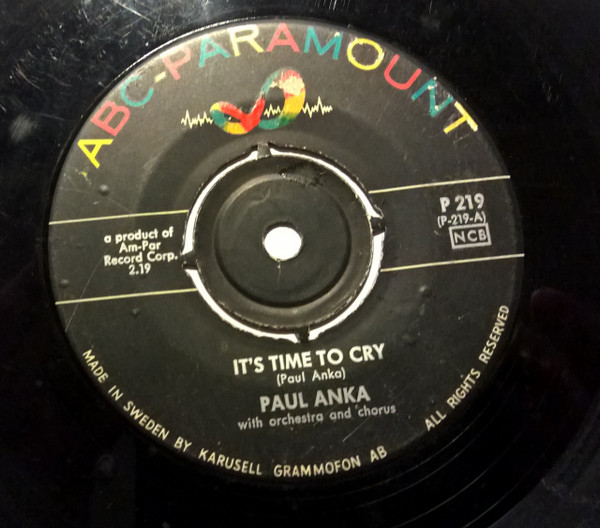 ABC-PARAMOUNT
P 219
(P-219-A)
NCB
a product of
Am-Par
Record Corp.
2.19
IT'S TIME TO CRY
(Paul Anka)
PAUL ANKA
with orchestra and chorus
MADE IN SWEDEN BY KARUSELL GRAMMOFON AB
ALL RIGHTS RESERVED